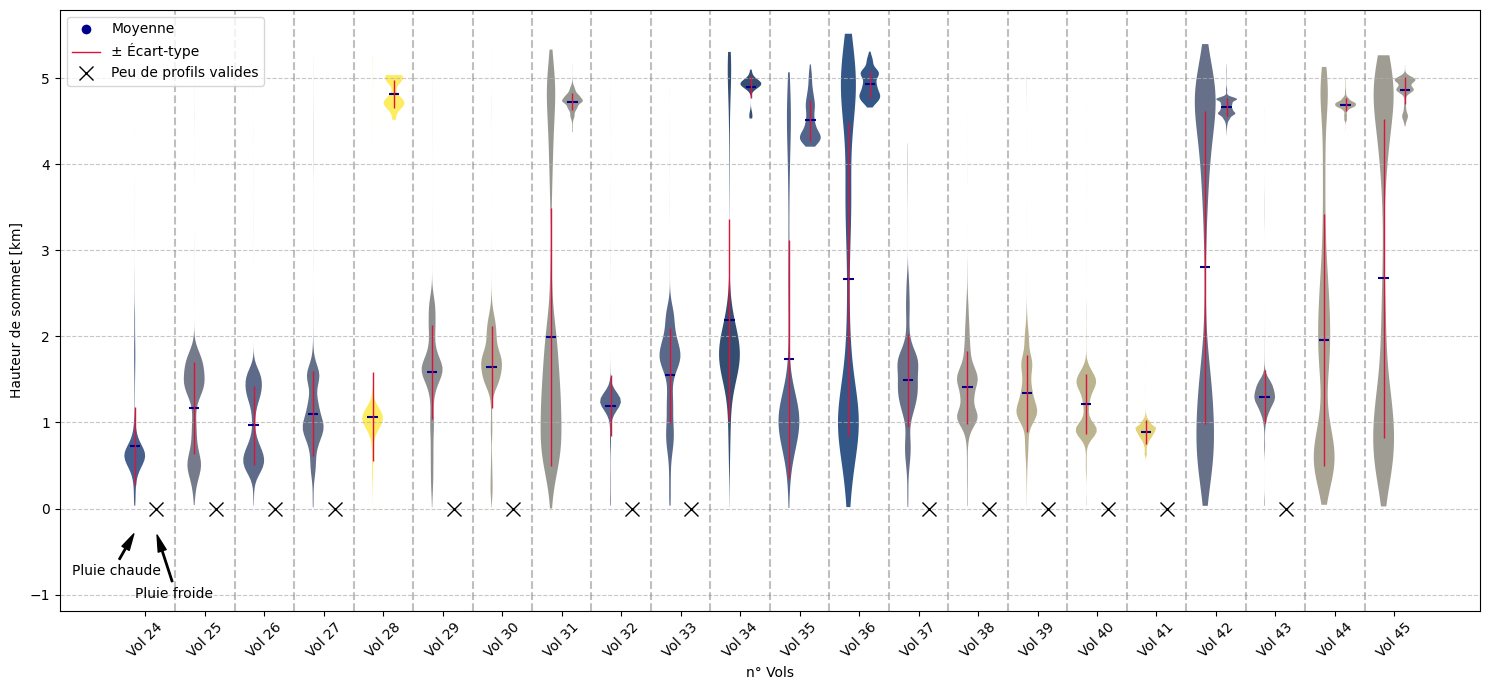 Moyenne
± Écart-type
Peu de profils valides
Hauteur de sommet [km]
5
4
3
2
1
0
−1
Pluie chaude
Pluie froide
Vol 24
Vol 25
Vol 26
Vol 27
Vol 28
Vol 29
Vol 30
Vol 31
Vol 32
Vol 33
Vol 34
Vol 35
Vol 36
Vol 37
Vol 38
Vol 39
Vol 40
Vol 41
Vol 42
Vol 43
Vol 44
Vol 45
n° Vols